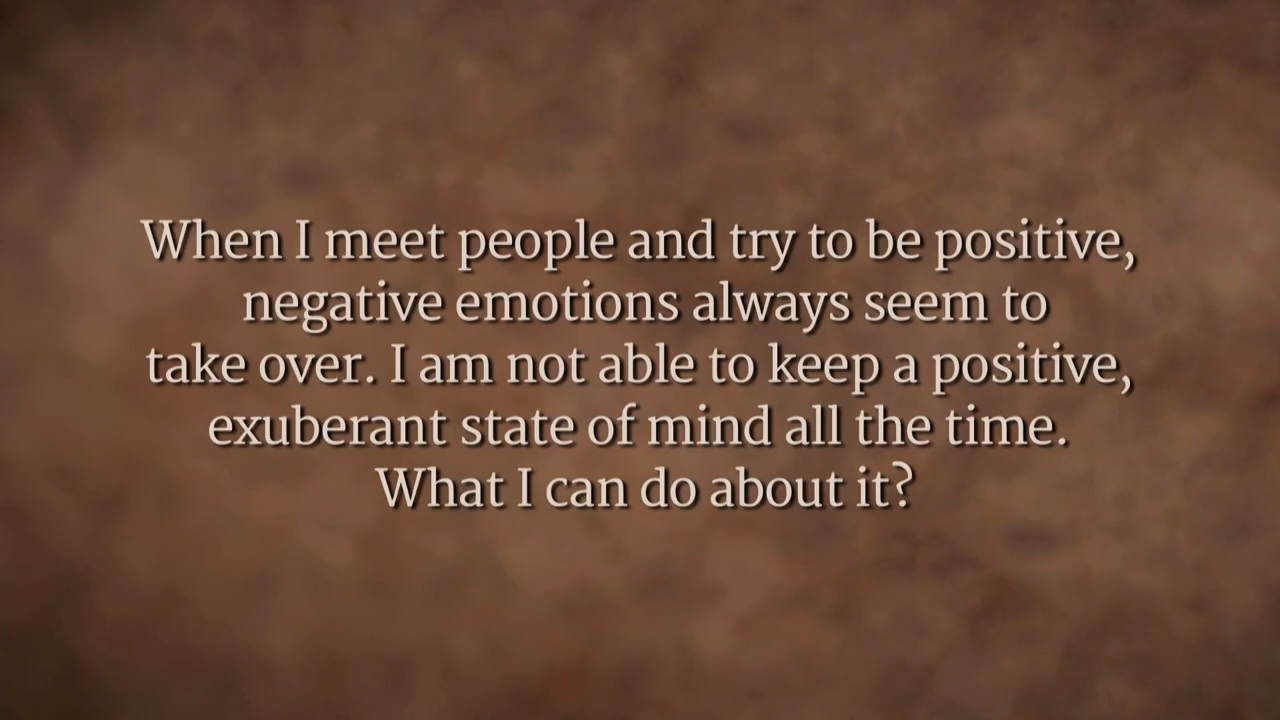 When I meet people and try to be positive,
negative emotions always seem to
take over. I am not able to keep a positive,
exuberant state of mind all the time.
What I can do about it?